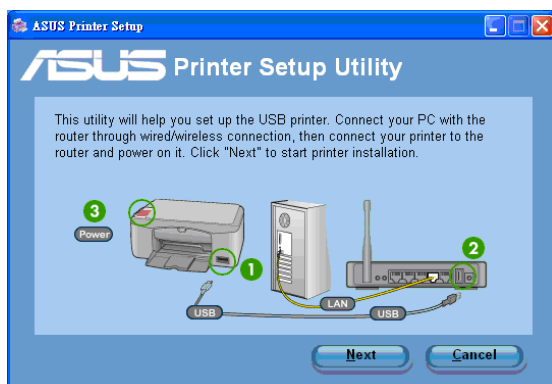 ASUS Printer Setup
ASUS Printer Setup Utility
This utility will help you set up the USB printer. Connect your PC with the
router through wired/wireless connection, then connect your printer to the
router and power on it. Click "Next" to start printer installation.
3
Power
1
2
LAN
USB
USB
Next
Cancel